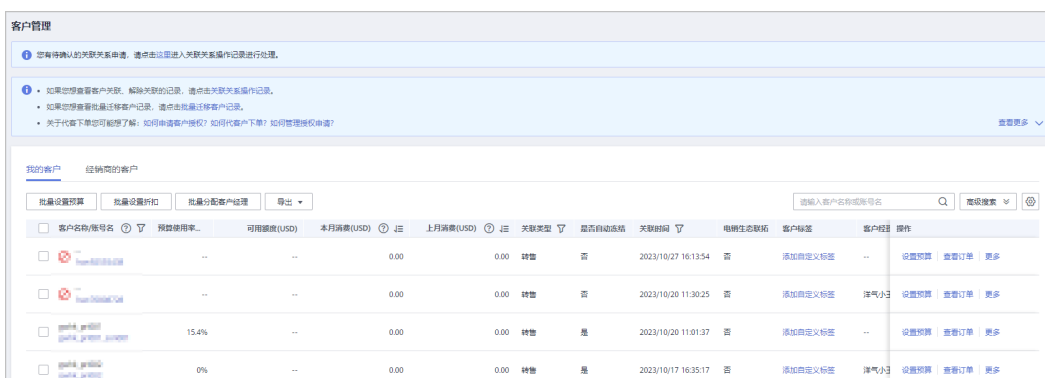 客户管理
您有待确认的关联关系申请，请点击这里进入关联关系操作记录进行处理。
• 如果您想查看客户关联、解除关联的记录，请点击关联关系操作记录。
• 如果您想查看批量迁移客户记录，请点击批量迁移客户记录。
• 关于代客下单您可能想了解：如何申请客户授权？如何代客户下单？如何管理授权申请？ 查看更多
我的客户 经销商的客户
批量设置预算 批量设置折扣 批量分配客户经理 导出 请输入客户名称或账号名 高级搜索
客户名称/账号名 预算使用率... 可用额度(USD) 本月消费(USD) 上月消费(USD) 关联类型 是否自动冻结 关联时间 电销生态联拓 客户标签 客户经理 操作
-- -- 0.00 0.00 转售 否 2023/10/27 16:13:54 否 添加自定义标签 -- 设置预算 查看订单 更多
-- -- 0.00 0.00 转售 否 2023/10/20 11:30:25 否 添加自定义标签 洋气小王 设置预算 查看订单 更多
15.4% -- 0.00 0.00 转售 是 2023/10/20 11:01:37 否 添加自定义标签 -- 设置预算 查看订单 更多
0% -- 0.00 0.00 转售 是 2023/10/17 16:35:17 否 添加自定义标签 洋气小王 设置预算 查看订单 更多